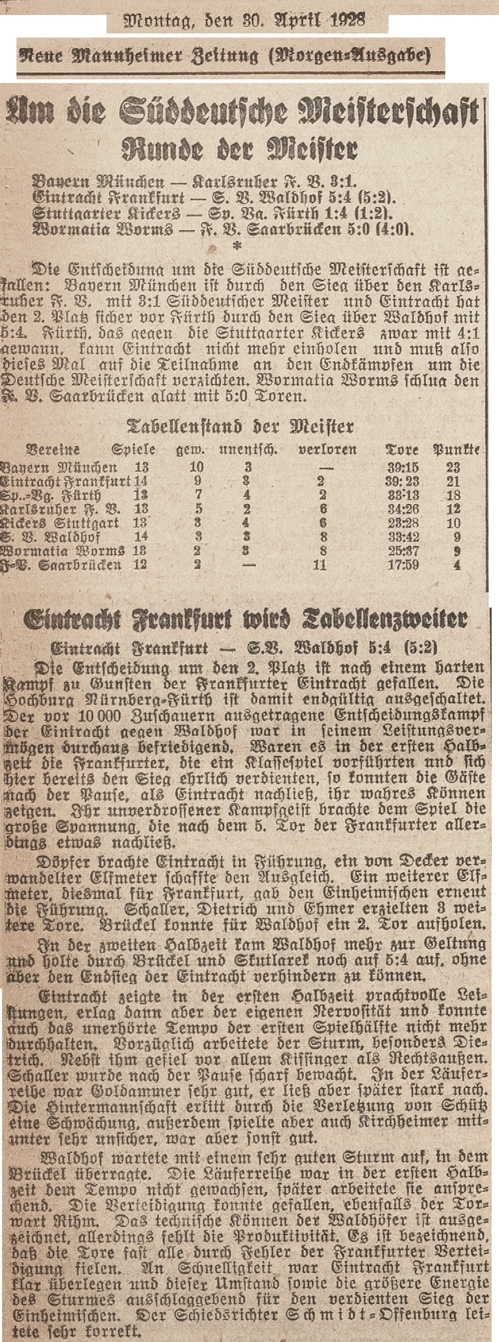 Montag, den 30. April 1928
Neue Mannheimer Zeitung (Morgen-Ausgabe)
Um die Süddeutsche Meisterschaft
Runde der Meister
Bayern München — Karlsruher F. V. 3:1.
Eintracht Frankfurt — S. V. Waldhof 5:4 (5:2).
Stuttgarter Kickers — Sp. Vg. Fürth 1:4 (1:2).
Wormatia Worms — F. V. Saarbrücken 5:0 (4:0).
*
Die Entscheidung um die Süddeutsche Meisterschaft ist ge-
fallen: Bayern München ist durch den Sieg über den Karls-
ruher F. V. mit 3:1 Süddeutscher Meister und Eintracht hat
den 2. Platz sicher vor Fürth durch den Sieg über Waldhof mit
5:4. Fürth, das gegen die Stuttgarter Kickers zwar mit 4:1
gewann, kann Eintracht nicht mehr einholen und muß also
dieses Mal auf die Teilnahme an den Endkämpfen um die
Deutsche Meisterschaft verzichten. Wormatia Worms schlug den
F. V. Saarbrücken glatt mit 5:0 Toren.
Tabellenstand der Meister
Vereine Spiele gew. unentsch. verloren Tore Punkte
Bayern München 13 10 3 — 39:15 23
Eintracht Frankfurt 14 9 3 2 39:23 21
Sp.-Vg. Fürth 13 7 4 2 33:13 18
Karlsruher F. V. 13 5 2 6 34:26 12
Kickers Stuttgart 13 3 4 6 23:28 10
S. V. Waldhof 14 3 3 8 33:42 9
Wormatia Worms 13 2 3 8 25:37 9
F.-V. Saarbrücken 12 2 — 11 17:59 4
Eintracht Frankfurt wird Tabellenzweiter
Eintracht Frankfurt — S.V. Waldhof 5:4 (5:2)
Die Entscheidung um den 2. Platz ist nach einem harten
Kampf zu Gunsten der Frankfurter Eintracht gefallen. Die
Hochburg Nürnberg-Fürth ist damit endgültig ausgeschaltet.
Der vor 10 000 Zuschauern ausgetragene Entscheidungskampf
der Eintracht gegen Waldhof war in seinem Leistungsver-
mögen durchaus befriedigend. Waren es in der ersten Halb-
zeit die Frankfurter, die ein Klassespiel vorführten und sich
hier bereits den Sieg ehrlich verdienten, so konnten die Gäste
nach der Pause, als Eintracht nachließ, ihr wahres Können
zeigen. Ihr unverdrossener Kampfgeist brachte dem Spiel die
große Spannung, die nach dem 5. Tor der Frankfurter aller-
dings etwas nachließ.
Döpfer brachte Eintracht in Führung, ein von Decker ver-
wandelter Elfmeter schaffte den Ausgleich. Ein weiterer Elf-
meter, diesmal für Frankfurt, gab den Einheimischen erneut
die Führung. Schaller, Dietrich und Ehmer erzielten 3 wei-
tere Tore. Brückel konnte für Waldhof ein 2. Tor aufholen.
In der zweiten Halbzeit kam Waldhof mehr zur Geltung
und holte durch Brückel und Skutlarek noch auf 5:4 auf, ohne
aber den Endsieg der Eintracht verhindern zu können.
Eintracht zeigte in der ersten Halbzeit prachtvolle Lei-
stungen, erlag dann aber der eigenen Nervosität und konnte
auch das unerhörte Tempo der ersten Spielhälfte nicht mehr
durchhalten. Vorzüglich arbeitete der Sturm, besonders Die-
trich. Nebst ihm gefiel vor allem Kissinger als Rechtsaußen.
Schaller wurde nach der Pause scharf bewacht. In der Läufer-
reihe war Goldammer sehr gut, er ließ aber später stark nach.
Die Hintermannschaft erlitt durch die Verletzung von Schütz
eine Schwächung, außerdem spielte aber auch Kirchheimer mit-
unter sehr unsicher, war aber sonst gut.
Waldhof wartete mit einem sehr guten Sturm auf, in dem
Brückel überragte. Die Läuferreihe war in der ersten Halb-
zeit dem Tempo nicht gewachsen, später arbeitete sie anspre-
chend. Die Verteidigung konnte gefallen, ebenfalls der Tor-
wart Rihm. Das technische Können der Waldhöfer ist ausge-
zeichnet, allerdings fehlt die Produktivität. Es ist bezeichnend,
daß die Tore fast alle durch Fehler der Frankfurter Vertei-
digung fielen. An Schnelligkeit war Eintracht Frankfurt
klar überlegen und dieser Umstand sowie die größere Energie
des Sturmes ausschlaggebend für den verdienten Sieg der
Einheimischen. Der Schiedsrichter Schmidt-Offenburg lei-
tete sehr korrekt.